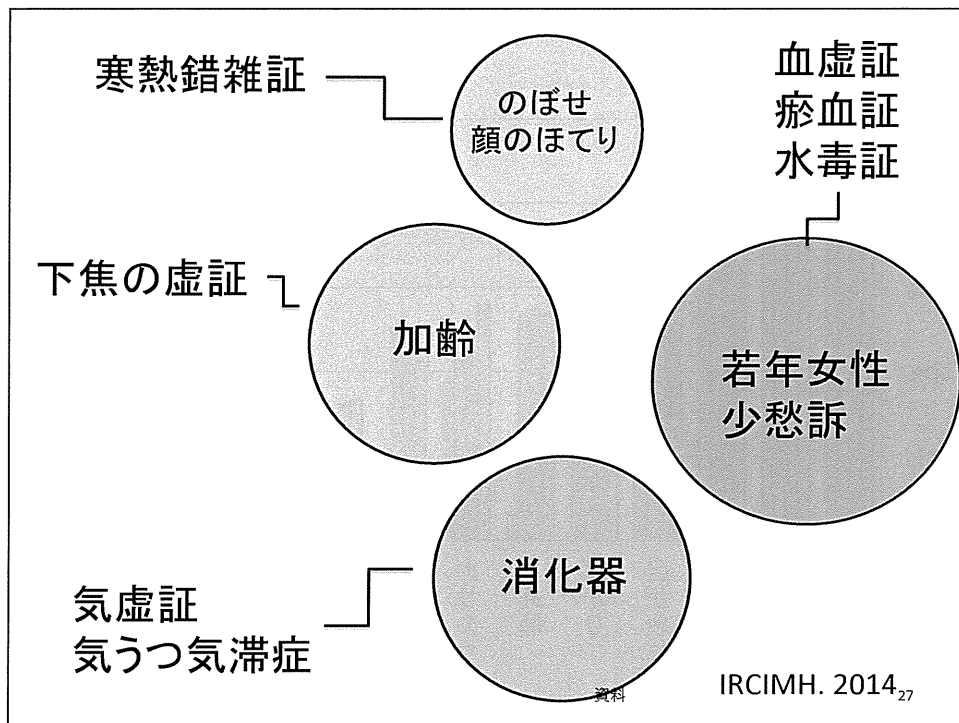 寒熱錯雑証
のぼせ
顔のほてり
血虚証
瘀血証
水毒証
下焦の虚証
加齢
若年女性
少愁訴
消化器
気虚証
気うつ気滞症
資料
IRCIMH. 2014
27